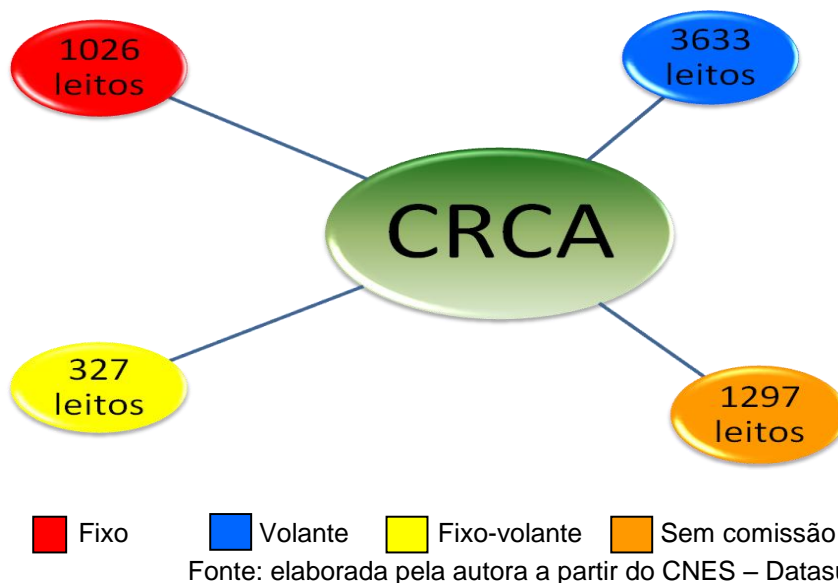 1026
leitos
3633
leitos
CRCA
327
leitos
1297
leitos
Fixo
Volante
Fixo-volante
Sem comissão
Fonte: elaborada pela autora a partir do CNES –